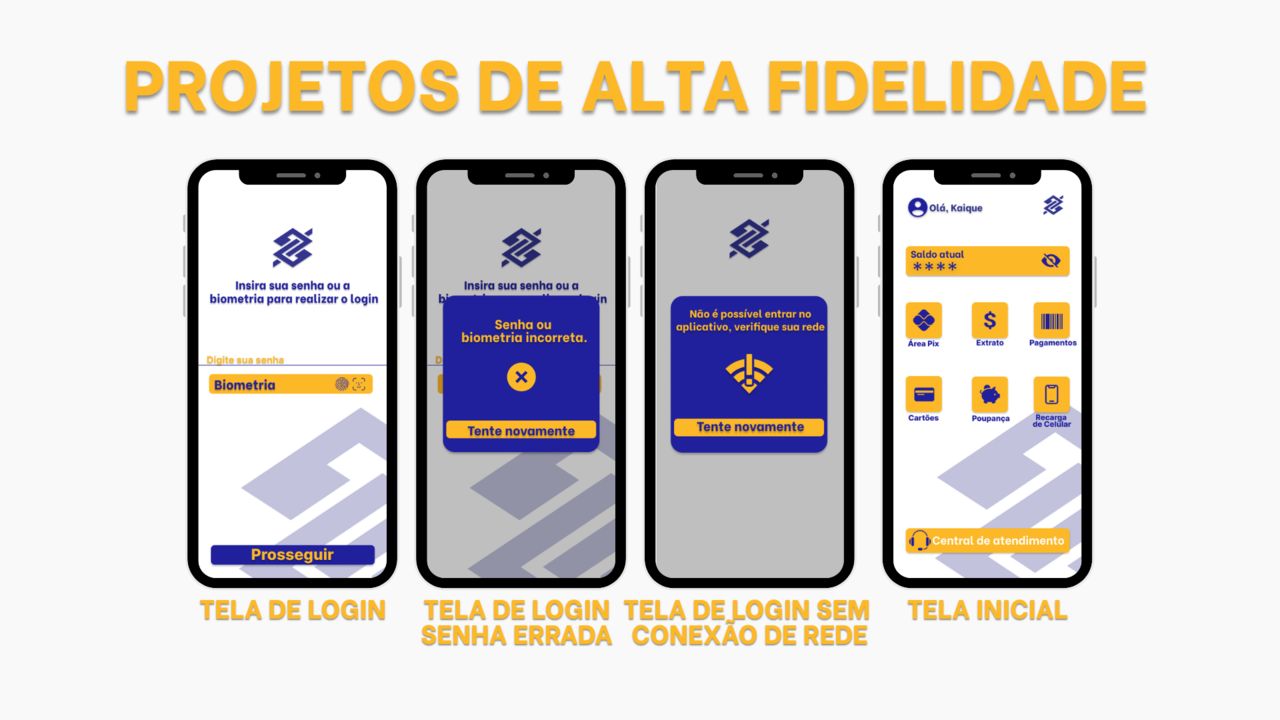 PROJETOS DE ALTA FIDELIDADE
Insira sua senha ou a
biometria para realizar o login
Digite sua senha
Biometria
Prosseguir
TELA DE LOGIN
Insira sua senha ou a
Senha ou
biometria incorreta.
Tente novamente
TELA DE LOGIN
SENHA ERRADA
Não é possível entrar no
aplicativo, verifique sua rede
Tente novamente
TELA DE LOGIN SEM
CONEXÃO DE REDE
Olá, Kaique
Saldo atual
****
Área Pix
Extrato
Pagamentos
Cartões
Poupança
Recarga
de Celular
Central de atendimento
TELA INICIAL